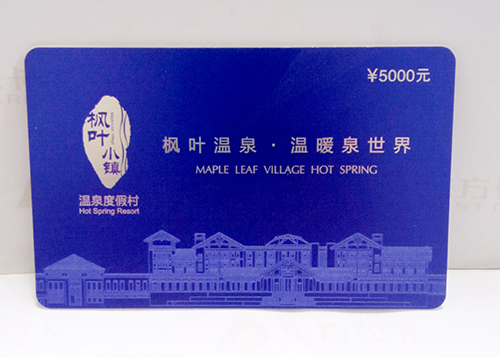 ¥5000元
枫叶小镇
温泉度假村
Hot Spring Resort
枫叶温泉·温暖泉世界
MAPLE LEAF VILLAGE HOT SPRING